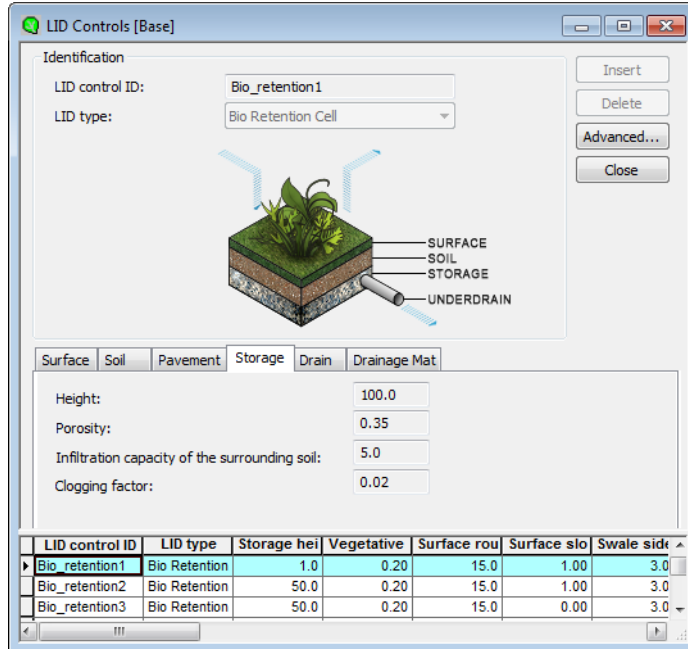 LID Controls [Base]
Identification
LID control ID: Bio_retention1
LID type: Bio Retention Cell
Insert
Delete
Advanced...
Close
SURFACE
SOIL
STORAGE
UNDERDRAIN
Surface Soil Pavement Storage Drain Drainage Mat
Height: 100.0
Porosity: 0.35
Infiltration capacity of the surrounding soil: 5.0
Clogging factor: 0.02
LID control ID LID type Storage hei Vegetative Surface rou Surface slo Swale side
Bio_retention1 Bio Retention 1.0 0.20 15.0 1.00 3.0
Bio_retention2 Bio Retention 50.0 0.20 15.0 1.00 3.0
Bio_retention3 Bio Retention 50.0 0.20 15.0 0.00 3.0